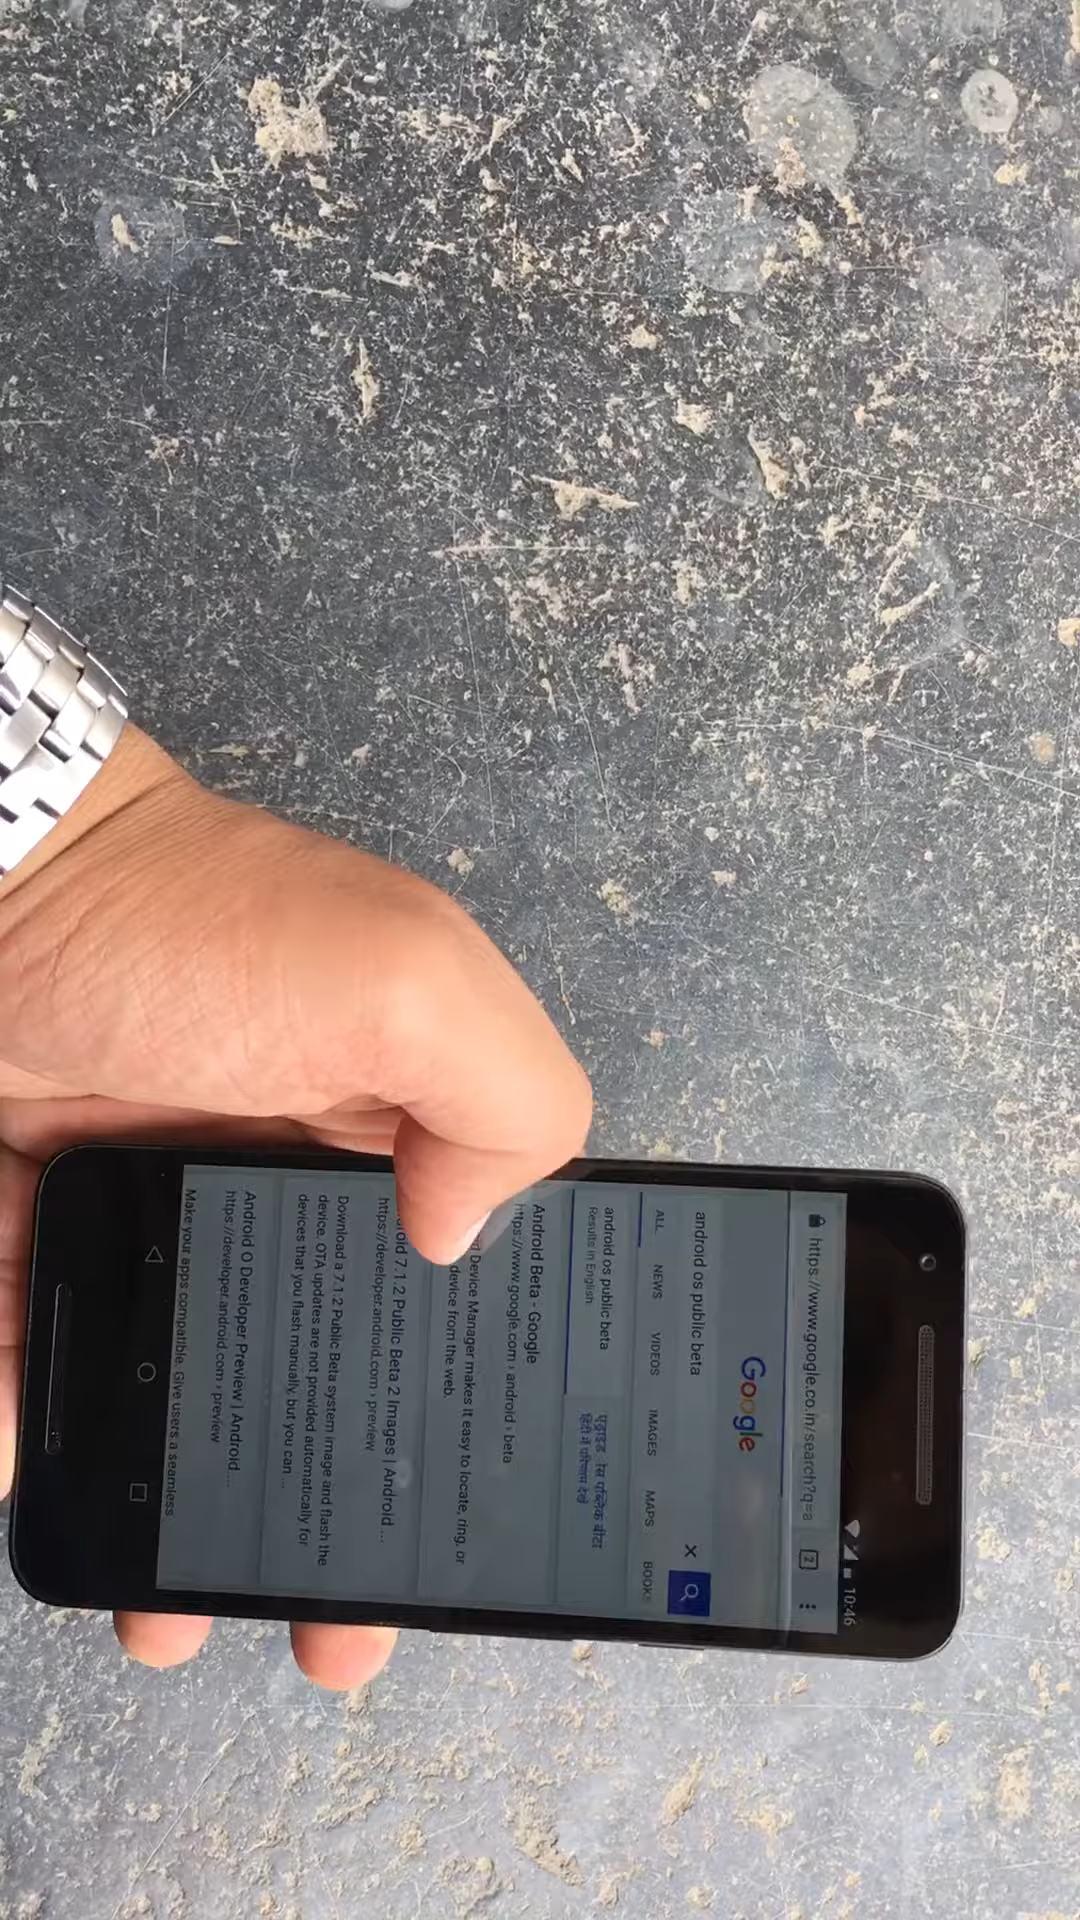 10:46
https://www.google.co.in/search?q=a
2
Google
android os public beta
ALL NEWS VIDEOS IMAGES MAPS BOOKS
android os public beta
Results in English
पब्लिक बीटा
हिंदी में परिणाम देखें
Android Beta - Google
https://www.google.com › android › beta
Device Manager makes it easy to locate, ring, or
device from the web.
roid 7.1.2 Public Beta 2 Images | Android ...
https://developer.android.com › preview
Download a 7.1.2 Public Beta system image and flash the
device. OTA updates are not provided automatically for
devices that you flash manually, but you can ...
Android O Developer Preview | Android ...
https://developer.android.com › preview
Make your apps compatible. Give users a seamless